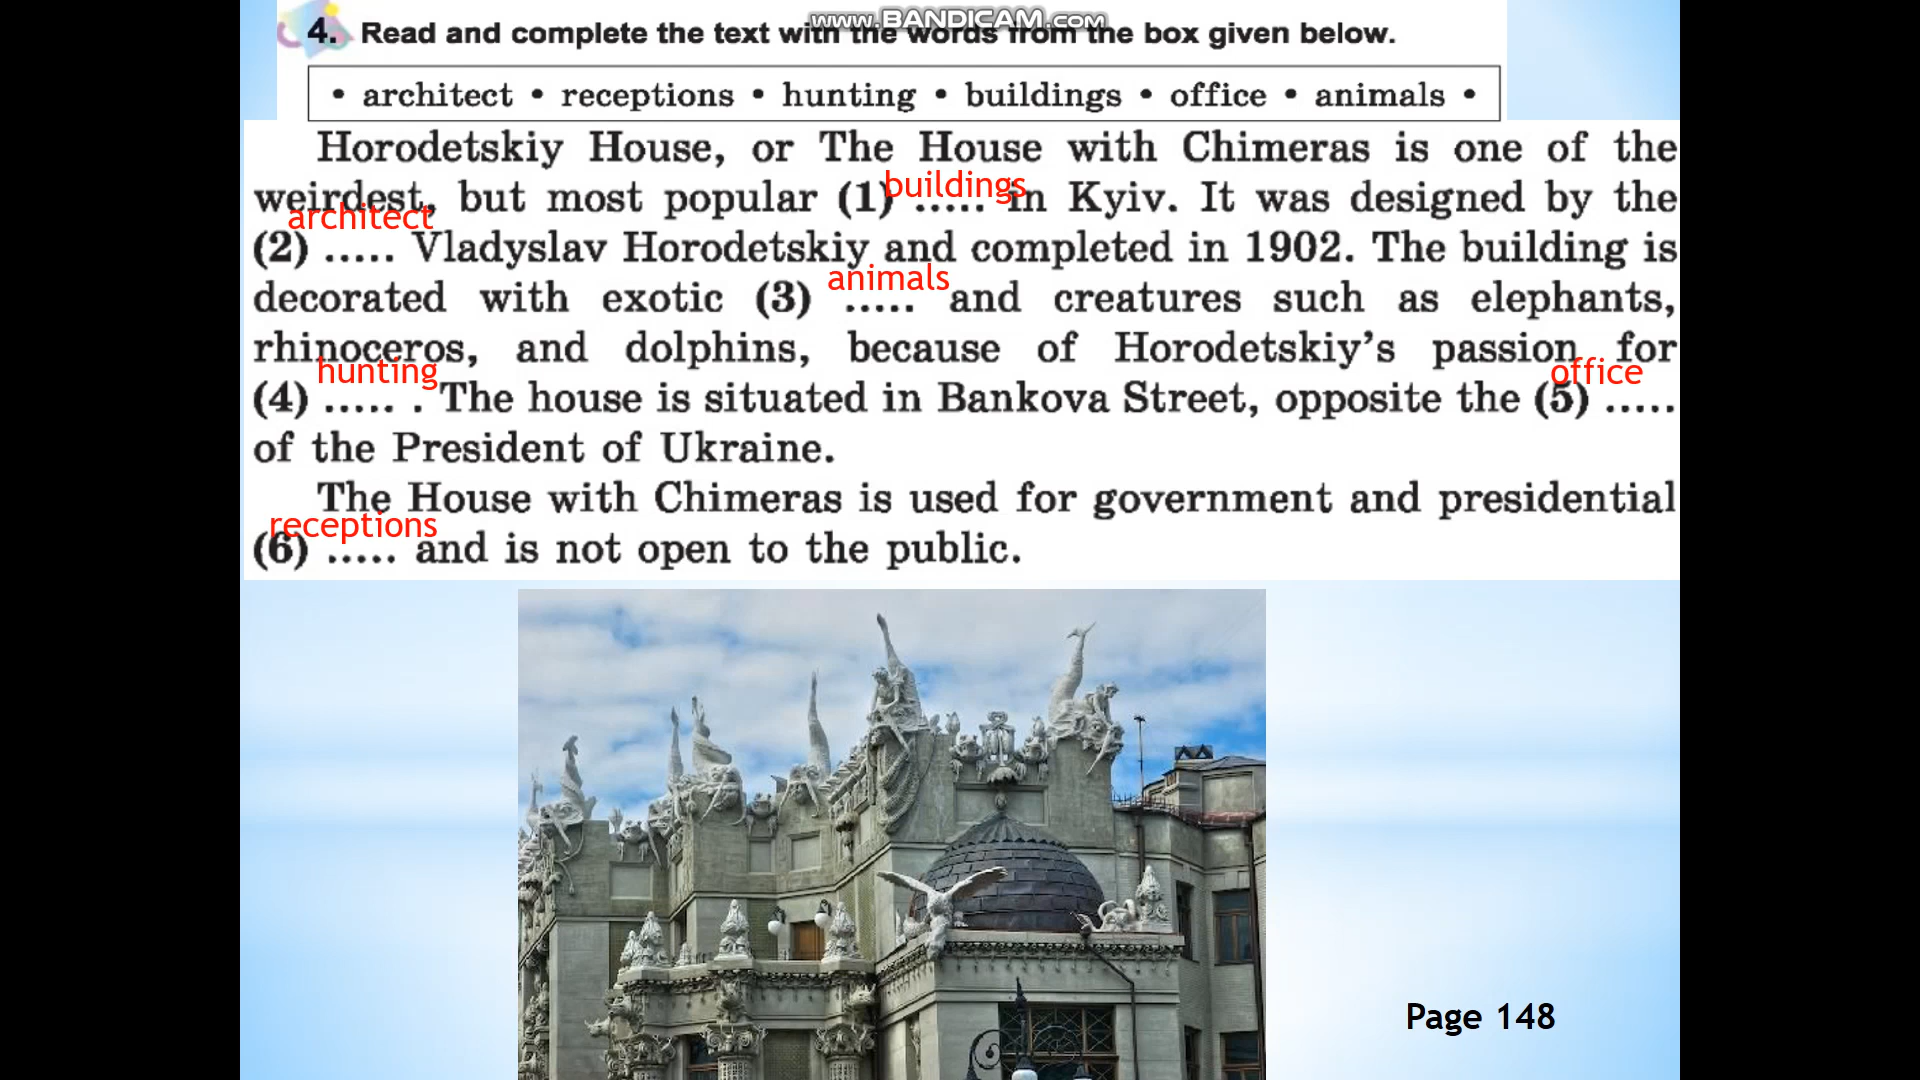 www.BANDICAM.com
4. Read and complete the text with the words from the box given below.
• architect • receptions • hunting • buildings • office • animals •
Horodetskiy House, or The House with Chimeras is one of the
buildings
weirdest, but most popular (1) ..... in Kyiv. It was designed by the
architect
(2) ..... Vladyslav Horodetskiy and completed in 1902. The building is
animals
decorated with exotic (3) ..... and creatures such as elephants,
rhinoceros, and dolphins, because of Horodetskiy's passion for
hunting office
(4) ..... . The house is situated in Bankova Street, opposite the (5) .....
of the President of Ukraine.
The House with Chimeras is used for government and presidential
receptions
(6) ..... and is not open to the public.
Page 148